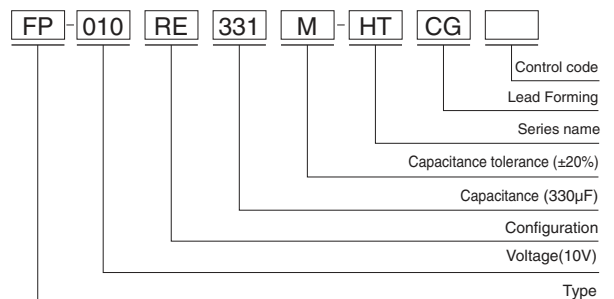 FP-010 RE 331 M-HT CG
Control code
Lead Forming
Series name
Capacitance tolerance (±20%)
Capacitance (330µF)
Configuration
Voltage(10V)
Type